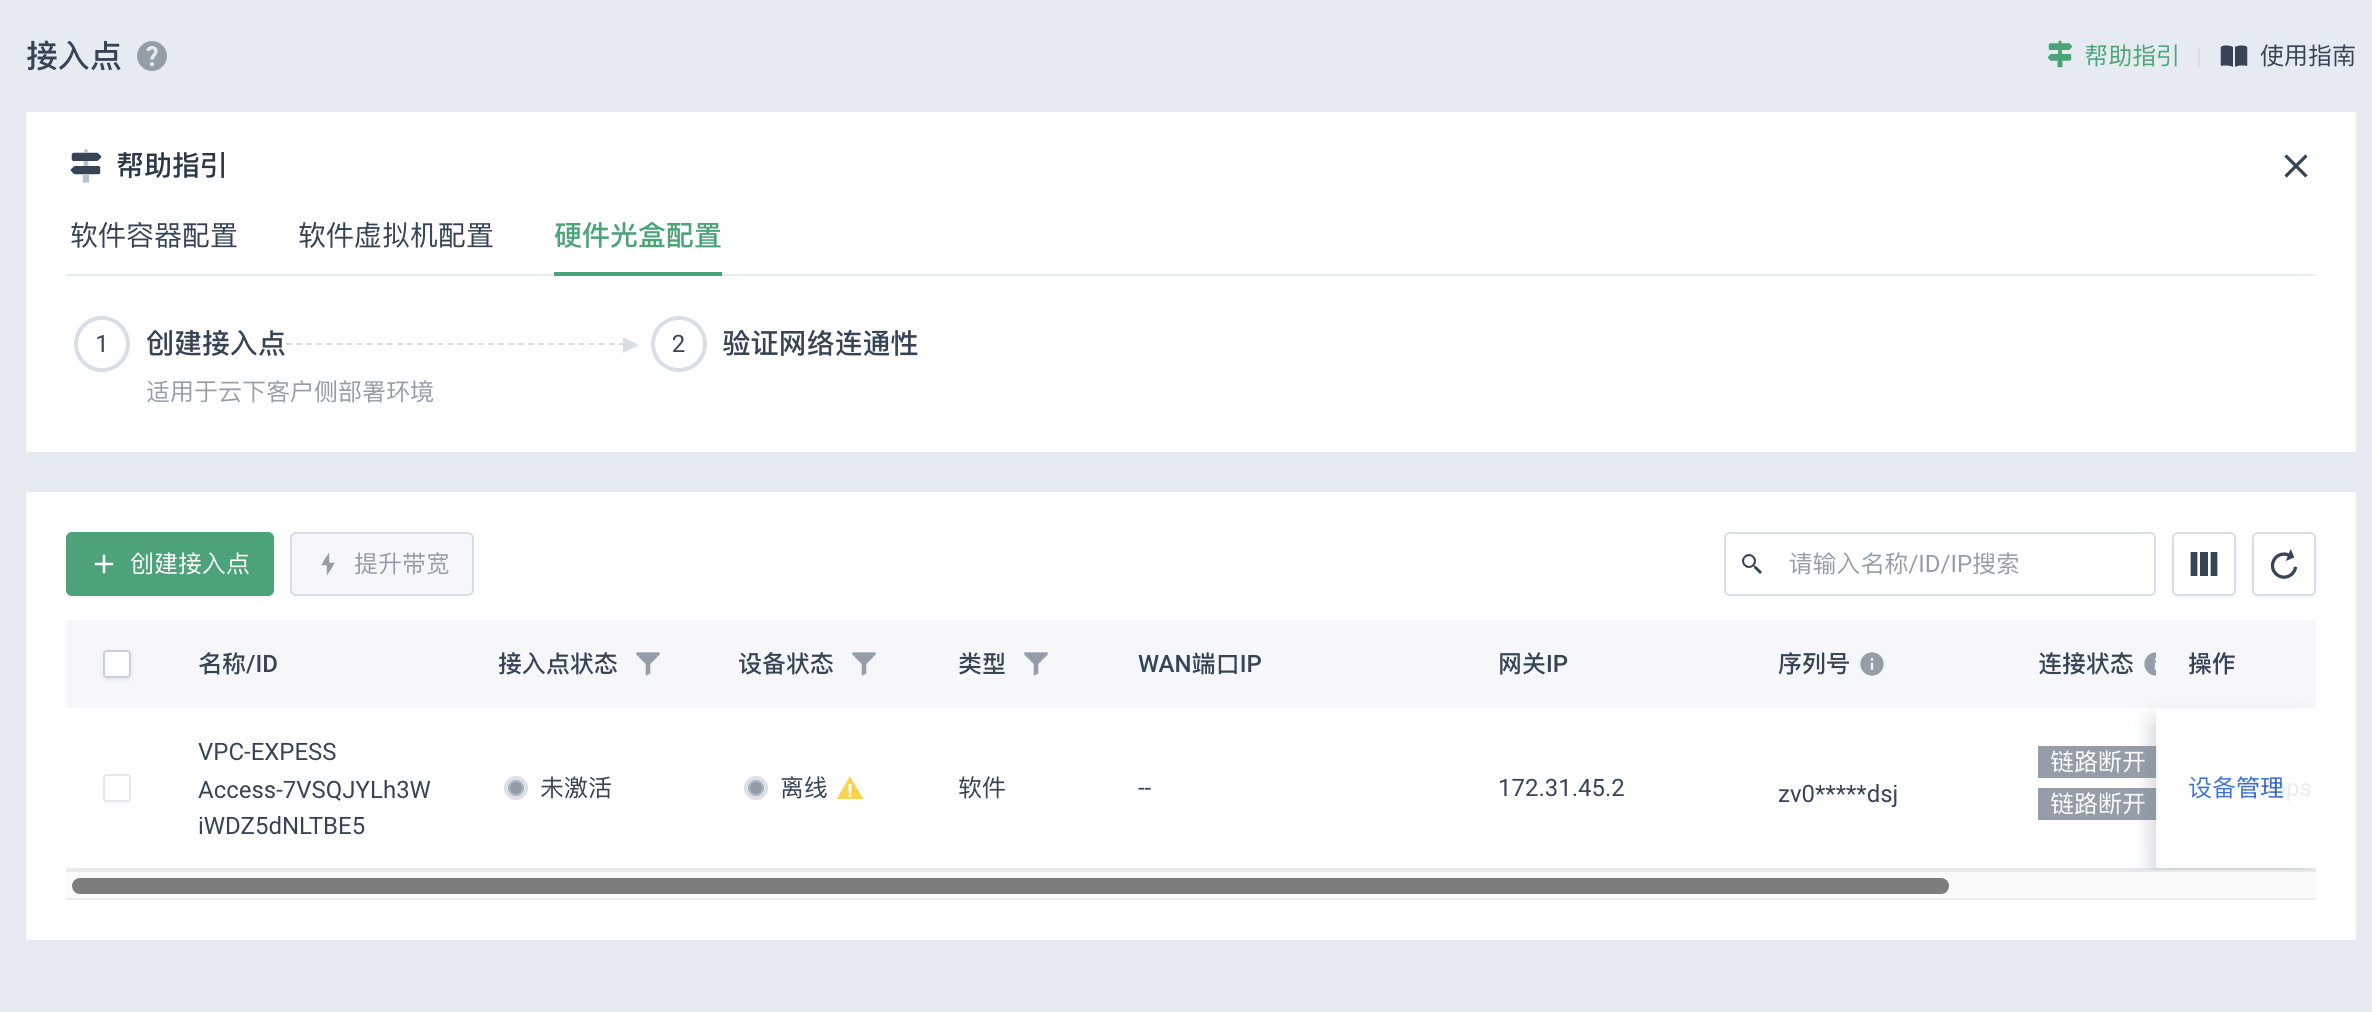 接入点
帮助指引
使用指南
帮助指引
软件容器配置 软件虚拟机配置 硬件光盒配置
1 创建接入点 2 验证网络连通性
适用于云下客户侧部署环境
+ 创建接入点 提升带宽 请输入名称/ID/IP搜索
名称/ID 接入点状态 设备状态 类型 WAN端口IP 网关IP 序列号 连接状态 操作
VPC-EXPESS
Access-7VSQJYLh3W
iWDZ5dNLTBE5
未激活 离线 软件 -- 172.31.45.2 zv0*****dsj
链路断开
链路断开
设备管理